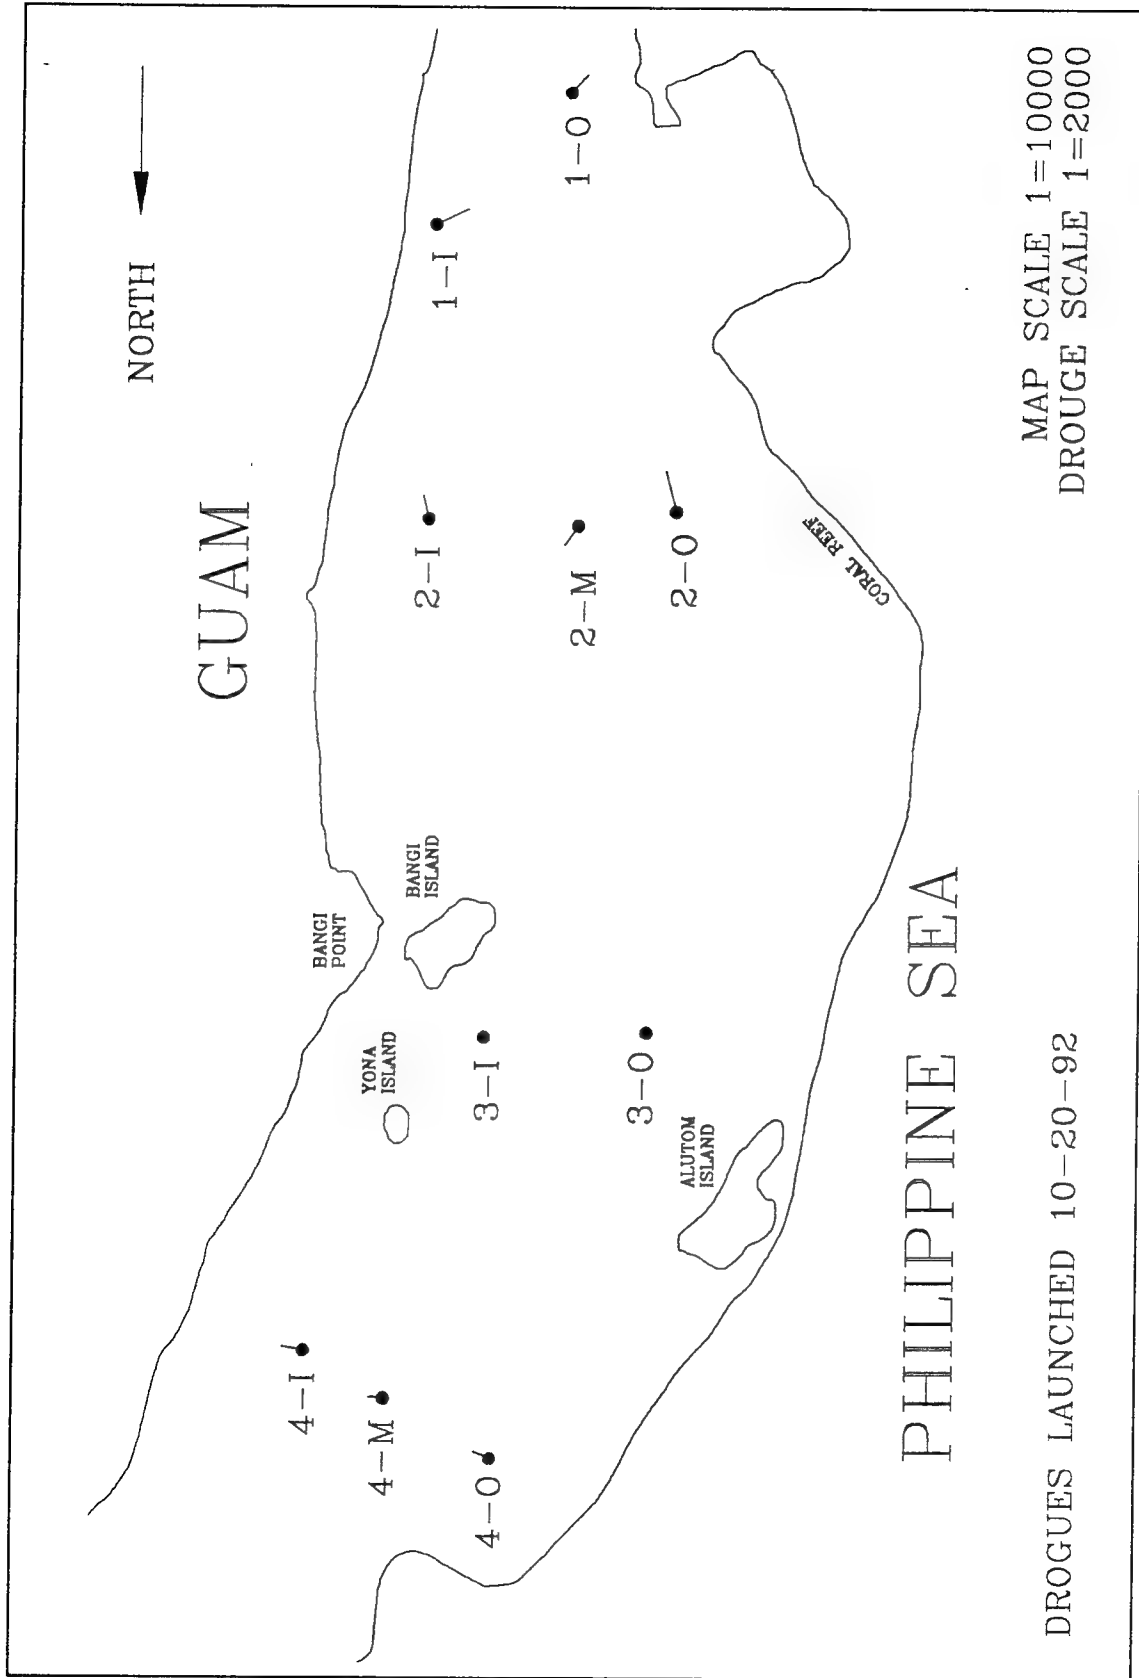 NORTH
GUAM
1-I
1-O
2-I
2-M
2-O
CORAL REEF
BANGI
POINT
BANGI
ISLAND
YONA
ISLAND
3-I
3-O
ALUTOM
ISLAND
4-I
4-M
4-O
PHILIPPINE SEA
DROGUES LAUNCHED 10-20-92
MAP SCALE 1=10000
DROUGE SCALE 1=2000